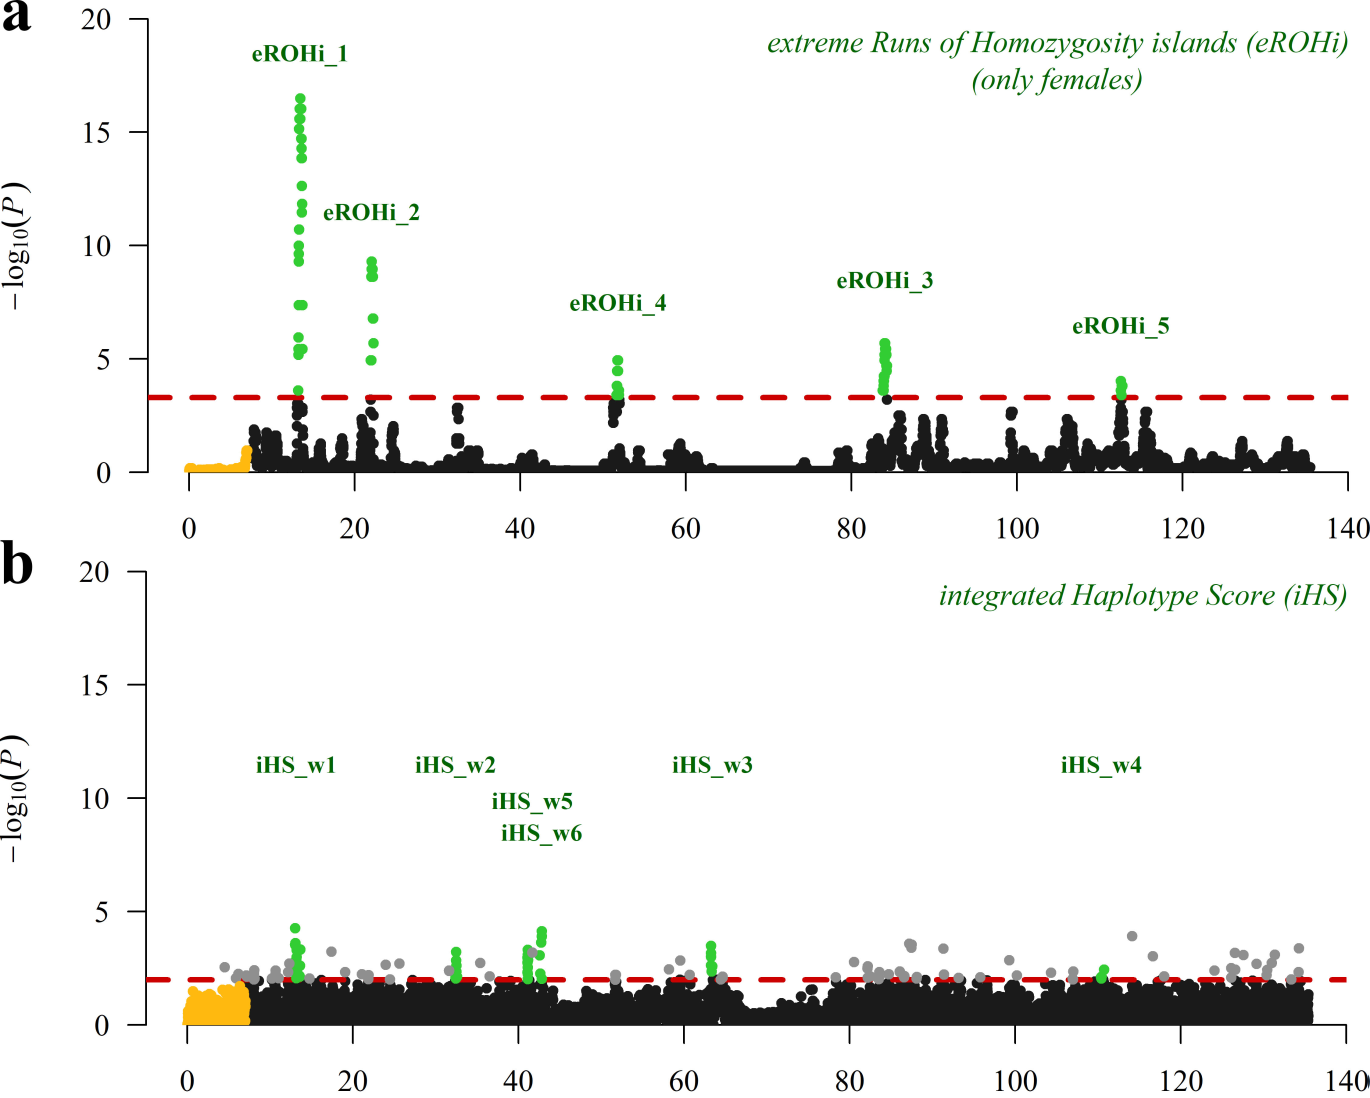 a
20
eROHi_1
extreme Runs of Homozygosity islands (eROHi)
(only females)
15
eROHi_2
10
eROHi_3
eROHi_4
eROHi_5
5
0
−log10(P)
0 20 40 60 80 100 120 140
b
20
integrated Haplotype Score (iHS)
15
iHS_w1 iHS_w2 iHS_w3 iHS_w4
10
iHS_w5
iHS_w6
5
0
−log10(P)
0 20 40 60 80 100 120 140